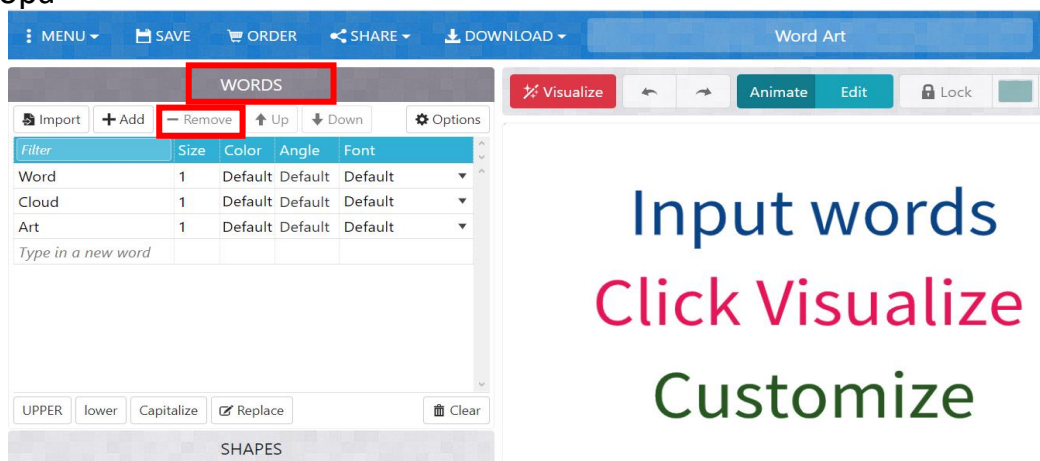 MENU SAVE ORDER SHARE DOWNLOAD Word Art
WORDS
Visualize Animate Edit Lock
Import Add Remove Up Down Options
Filter Size Color Angle Font
Word 1 Default Default Default
Cloud 1 Default Default Default
Art 1 Default Default Default
Type in a new word
Input words
Click Visualize
Customize
UPPER lower Capitalize Replace Clear
SHAPES